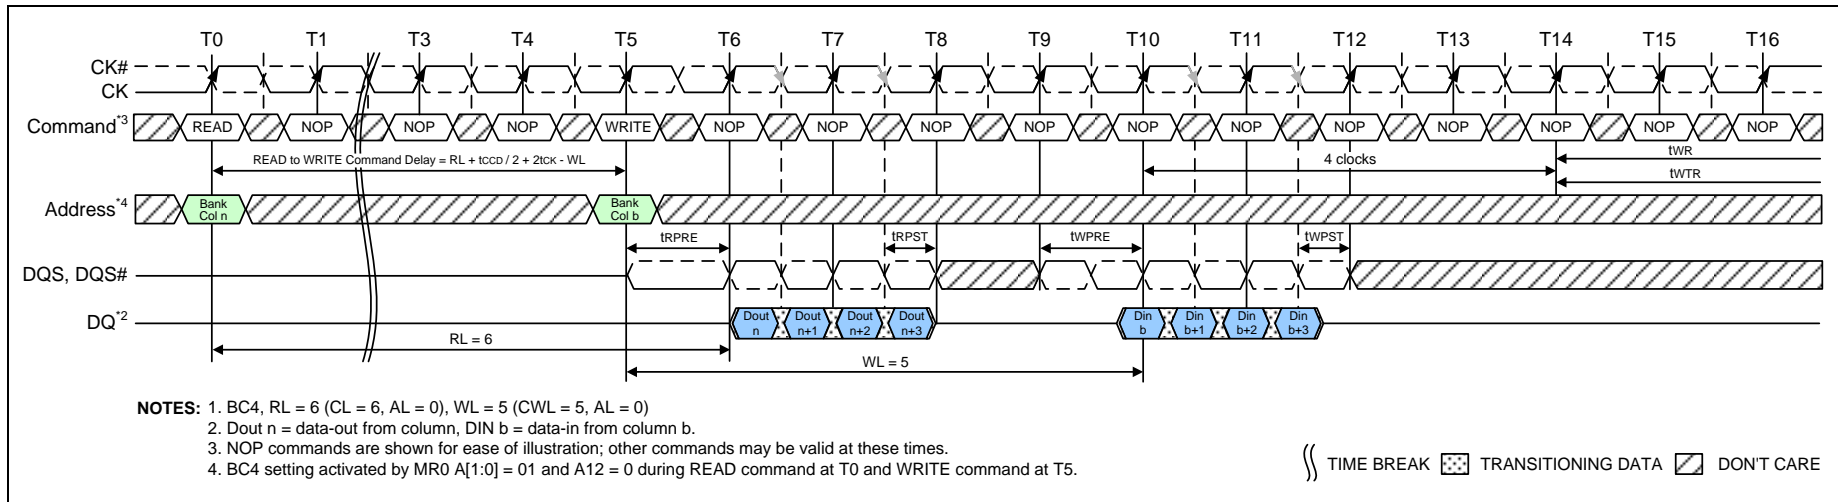 T0 T1 T3 T4 T5 T6 T7 T8 T9 T10 T11 T12 T13 T14 T15 T16
CK#
CK
Command*3 READ NOP NOP NOP WRITE NOP NOP NOP NOP NOP NOP NOP NOP NOP NOP NOP
READ to WRITE Command Delay = RL + tCCD / 2 + 2tCK - WL
4 clocks
tWR
tWTR
Address*4
Bank Col n
Bank Col b
tRPRE tRPST tWPRE tWPST
DQS, DQS#
DQ*2
Dout n
Dout n+1
Dout n+2
Dout n+3
Din b
Din b+1
Din b+2
Din b+3
RL = 6
WL = 5
NOTES: 1. BC4, RL = 6 (CL = 6, AL = 0), WL = 5 (CWL = 5, AL = 0)
2. Dout n = data-out from column, DIN b = data-in from column b.
3. NOP commands are shown for ease of illustration; other commands may be valid at these times.
4. BC4 setting activated by MR0 A[1:0] = 01 and A12 = 0 during READ command at T0 and WRITE command at T5.
TIME BREAK TRANSITIONING DATA DON'T CARE